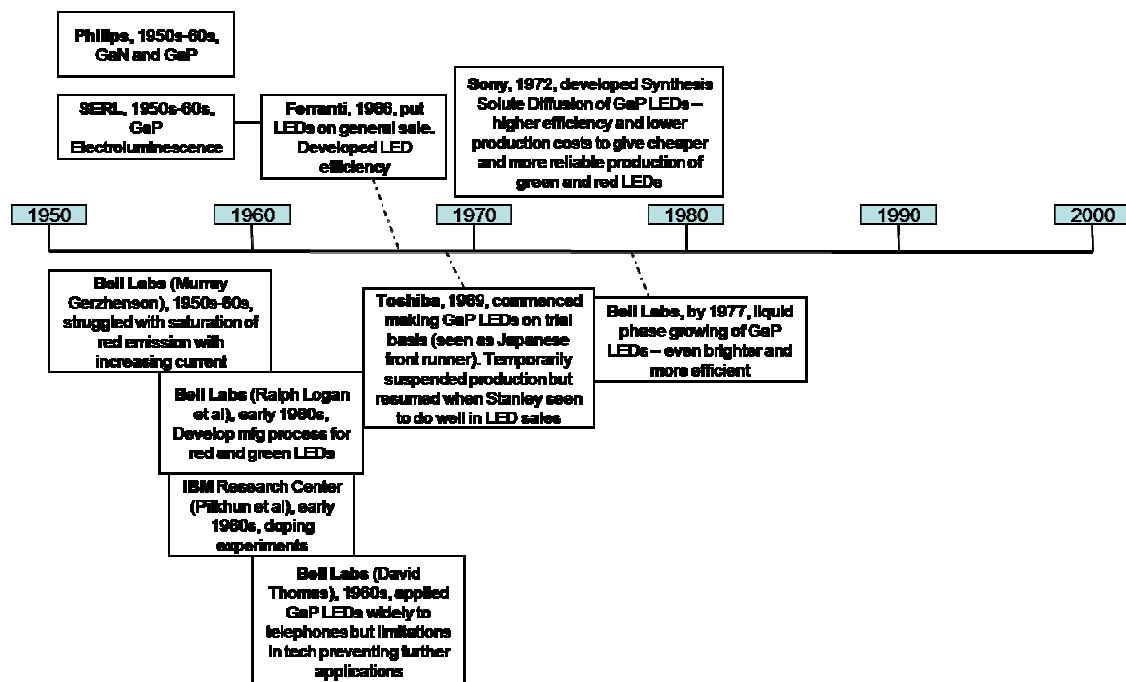 Philips, 1950s-60s,
GaN and GaP
SERL, 1950s-60s,
GaP
Electroluminescence
Ferranti, 1966, put
LEDs on general sale.
Developed LED
efficiency
Sony, 1972, developed Synthesis
Solute Diffusion of GaP LEDs –
higher efficiency and lower
production costs to give cheaper
and more reliable production of
green and red LEDs
1950
1960
1970
1980
1990
2000
Bell Labs (Murray
Gerzhenson), 1950s-60s,
struggled with saturation of
red emission with
increasing current
Bell Labs (Ralph Logan
et al), early 1960s,
Develop mfg process for
red and green LEDs
IBM Research Center
(Pilkhun et al), early
1960s, doping
experiments
Bell Labs (David
Thomas), 1960s, applied
GaP LEDs widely to
telephones but limitations
in tech preventing further
applications
Toshiba, 1969, commenced
making GaP LEDs on trial
basis (seen as Japanese
front runner). Temporarily
suspended production but
resumed when Stanley seen
to do well in LED sales
Bell Labs, by 1977, liquid
phase growing of GaP
LEDs – even brighter and
more efficient